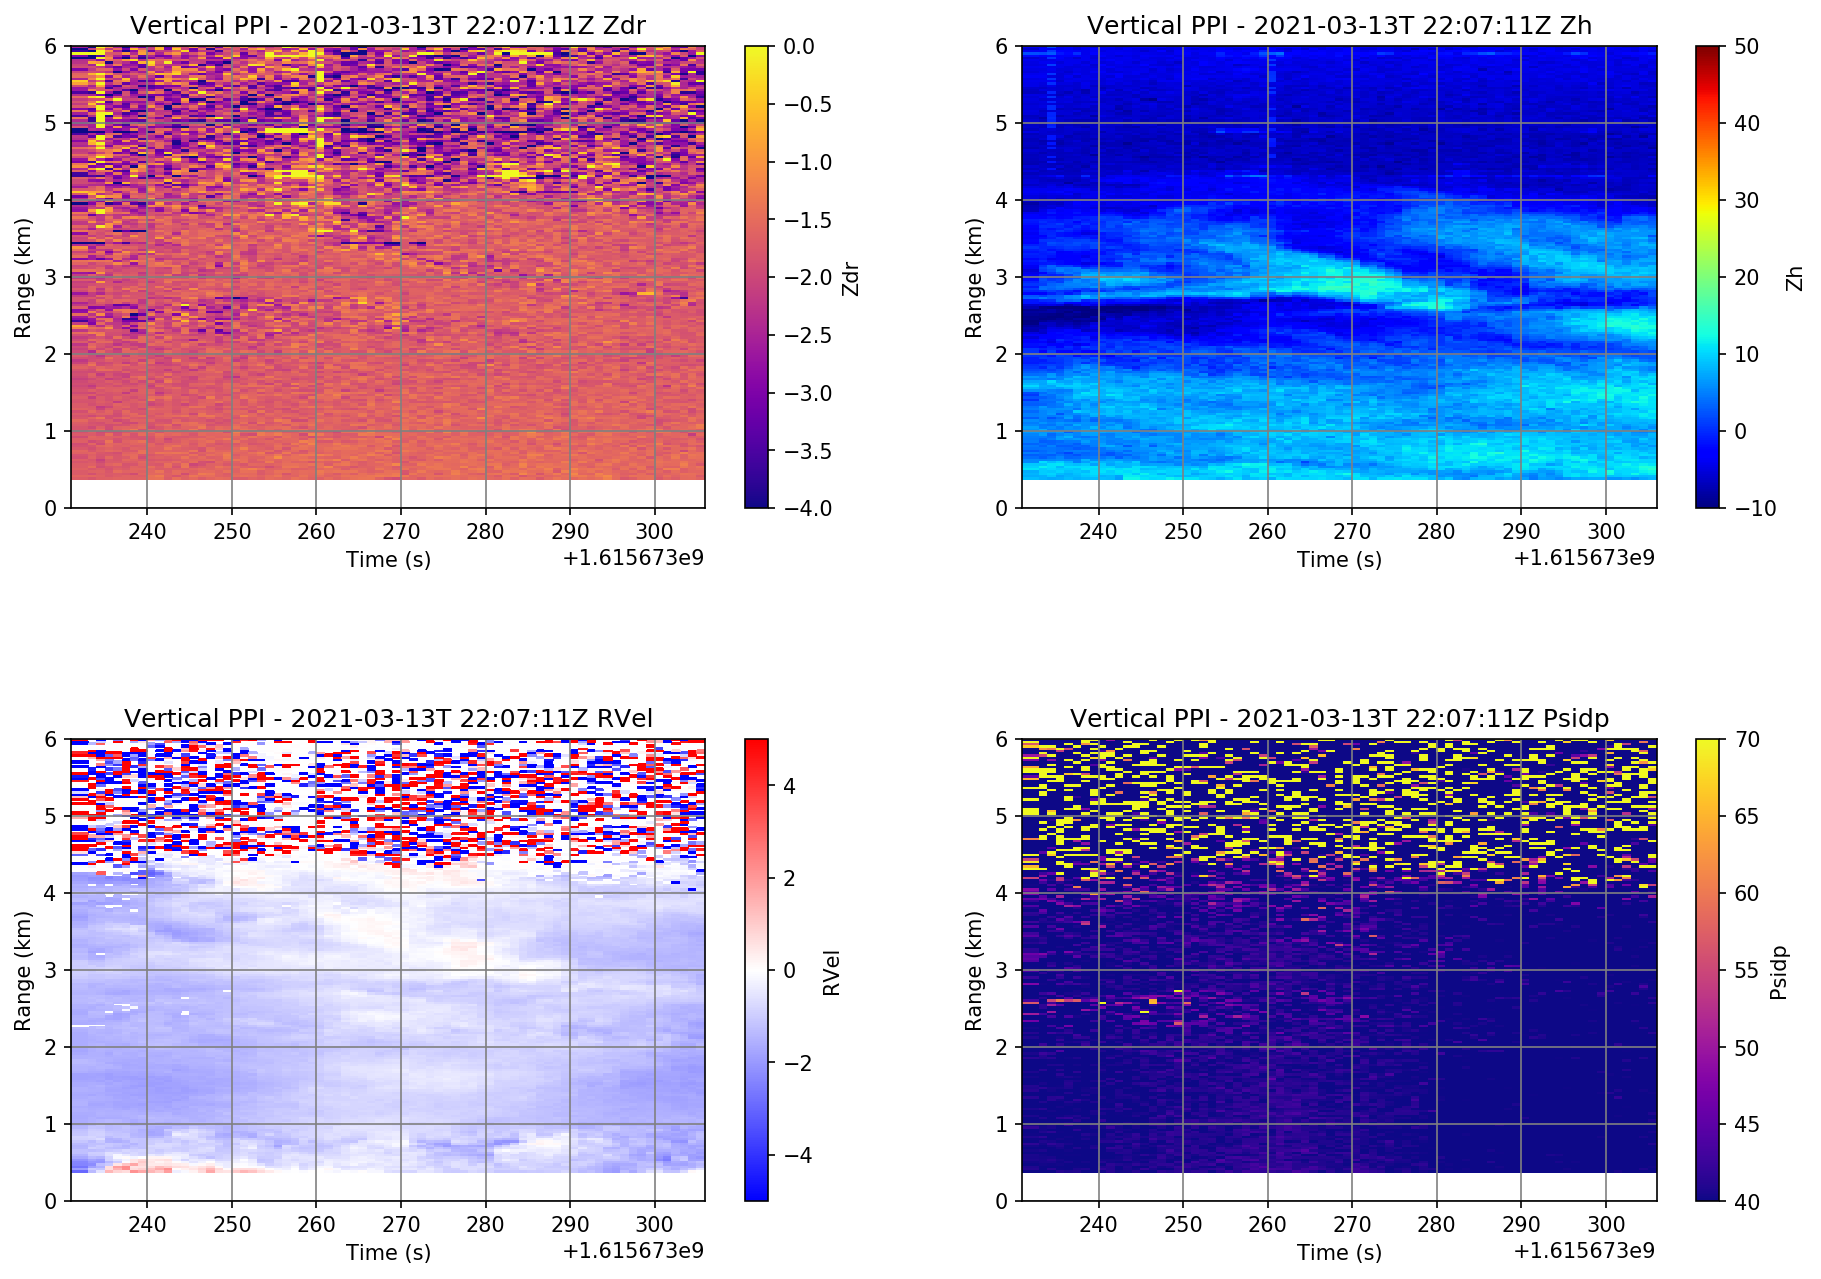 Vertical PPI - 2021-03-13T 22:07:11Z Zdr
6
5
4
3
2
1
0
Range (km)
240 250 260 270 280 290 300
Time (s)
+1.615673e9
0.0
−0.5
−1.0
−1.5
−2.0
−2.5
−3.0
−3.5
−4.0
Zdr
Vertical PPI - 2021-03-13T 22:07:11Z Zh
6
5
4
3
2
1
0
Range (km)
240 250 260 270 280 290 300
Time (s)
+1.615673e9
50
40
30
20
10
0
−10
Zh
Vertical PPI - 2021-03-13T 22:07:11Z RVel
6
5
4
3
2
1
0
Range (km)
240 250 260 270 280 290 300
Time (s)
+1.615673e9
4
2
0
−2
−4
RVel
Vertical PPI - 2021-03-13T 22:07:11Z Psidp
6
5
4
3
2
1
0
Range (km)
240 250 260 270 280 290 300
Time (s)
+1.615673e9
70
65
60
55
50
45
40
Psidp